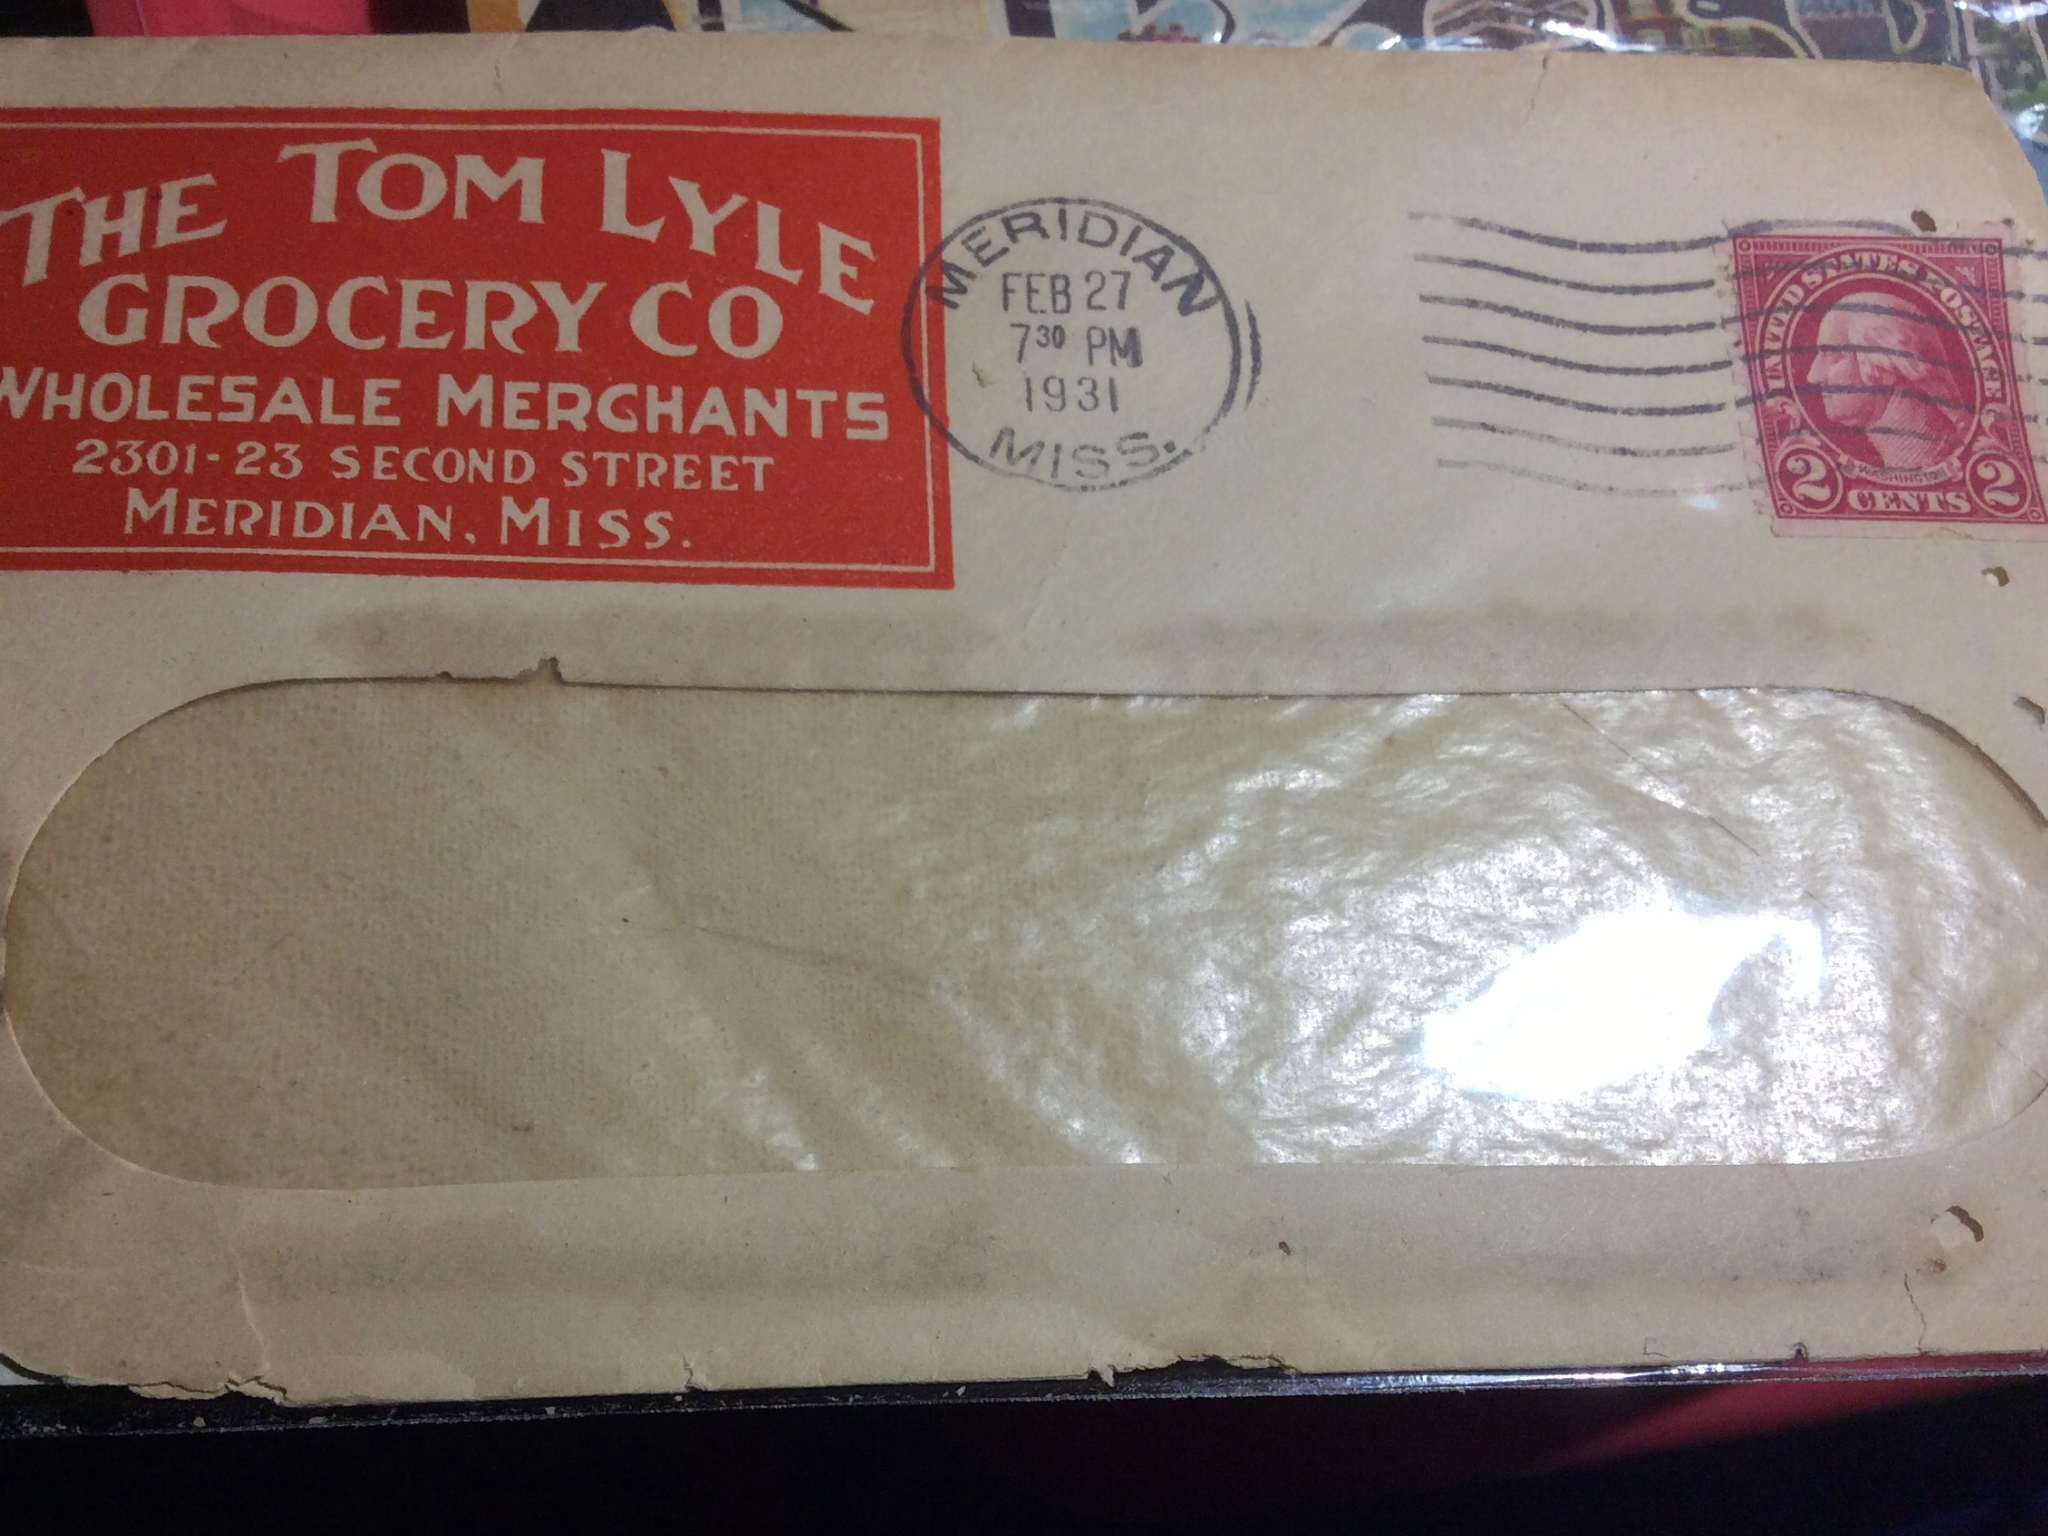 THE TOM LYLE
GROCERY CO
WHOLESALE MERCHANTS
2301-23 SECOND STREET
MERIDIAN, MISS.
MERIDIAN
FEB 27
7 30 PM
1931
MISS.
UNITED STATES POSTAGE
WASHINGTON
2 CENTS 2